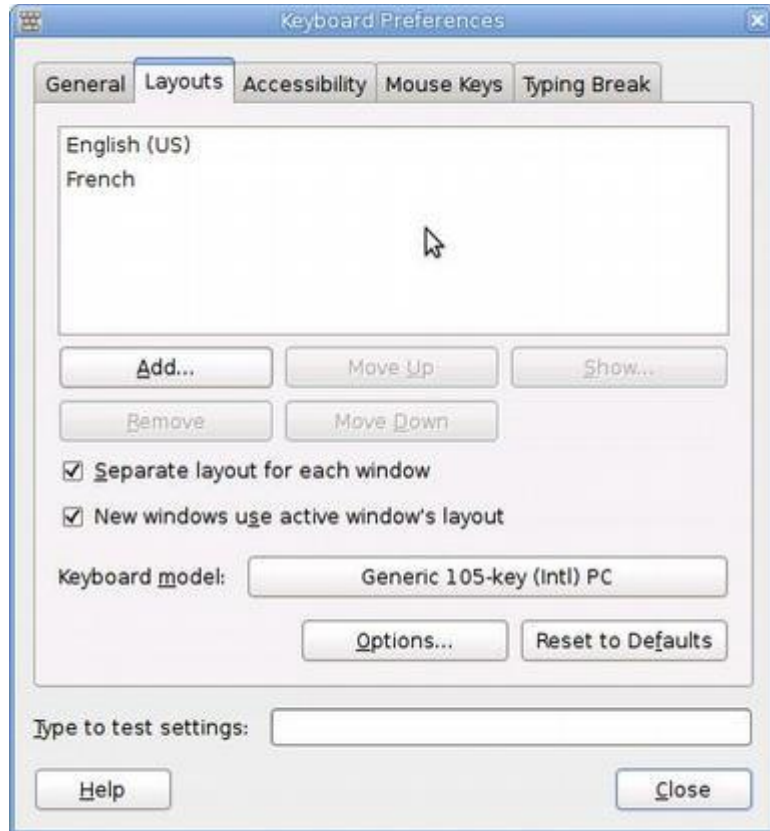 Keyboard Preferences
General Layouts Accessibility Mouse Keys Typing Break
English (US)
French
Add... Move Up Show...
Remove Move Down
Separate layout for each window
New windows use active window's layout
Keyboard model: Generic 105-key (Intl) PC
Options... Reset to Defaults
Type to test settings:
Help Close